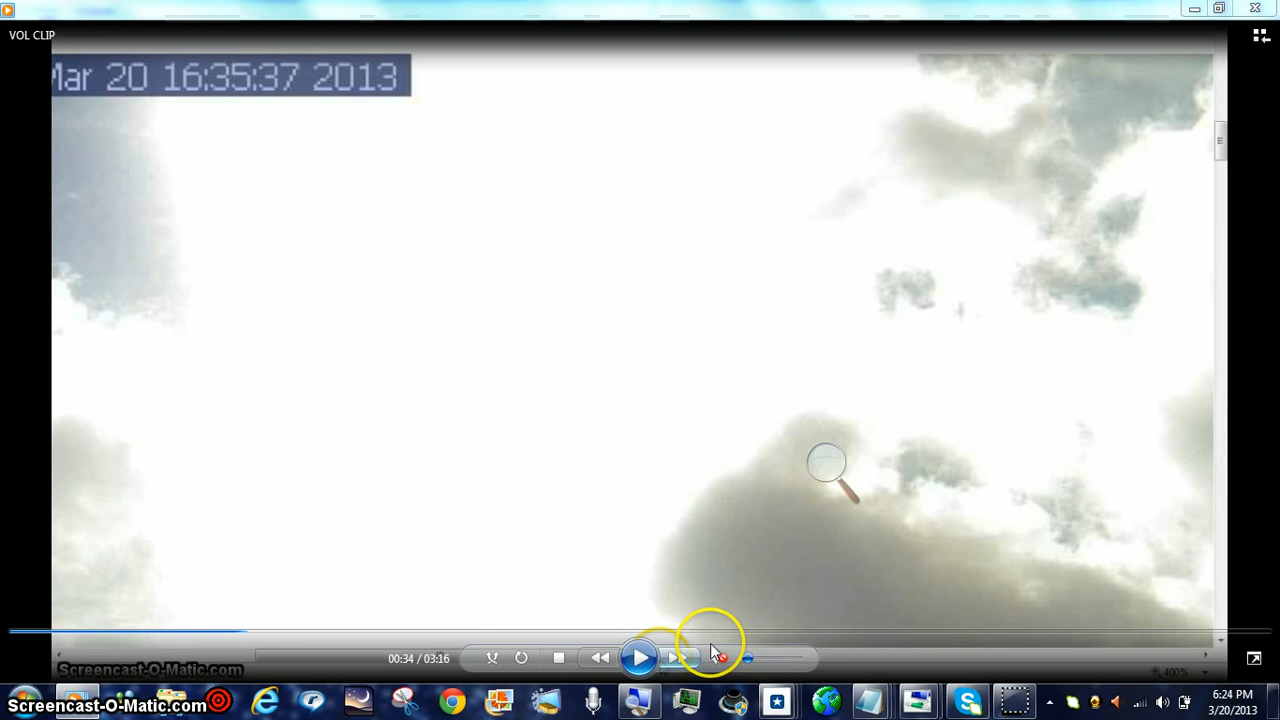 VOL CLIP
Mar 20 16:35:37 2013
00:34 / 03:16
Screencast-O-Matic.com
400%
Screencast-O-Matic.com
6:24 PM
3/20/2013